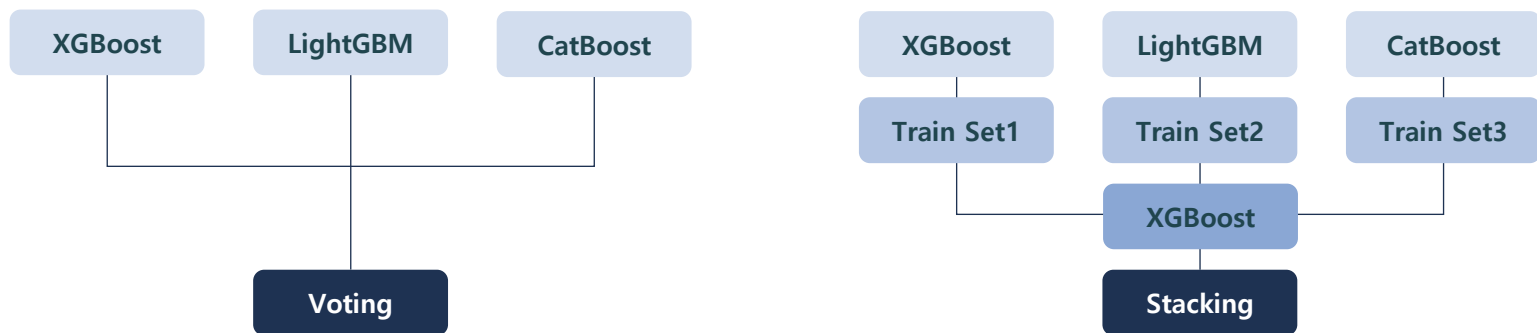 XGBoost
LightGBM
CatBoost
Voting
XGBoost
LightGBM
CatBoost
Train Set1
Train Set2
Train Set3
XGBoost
Stacking